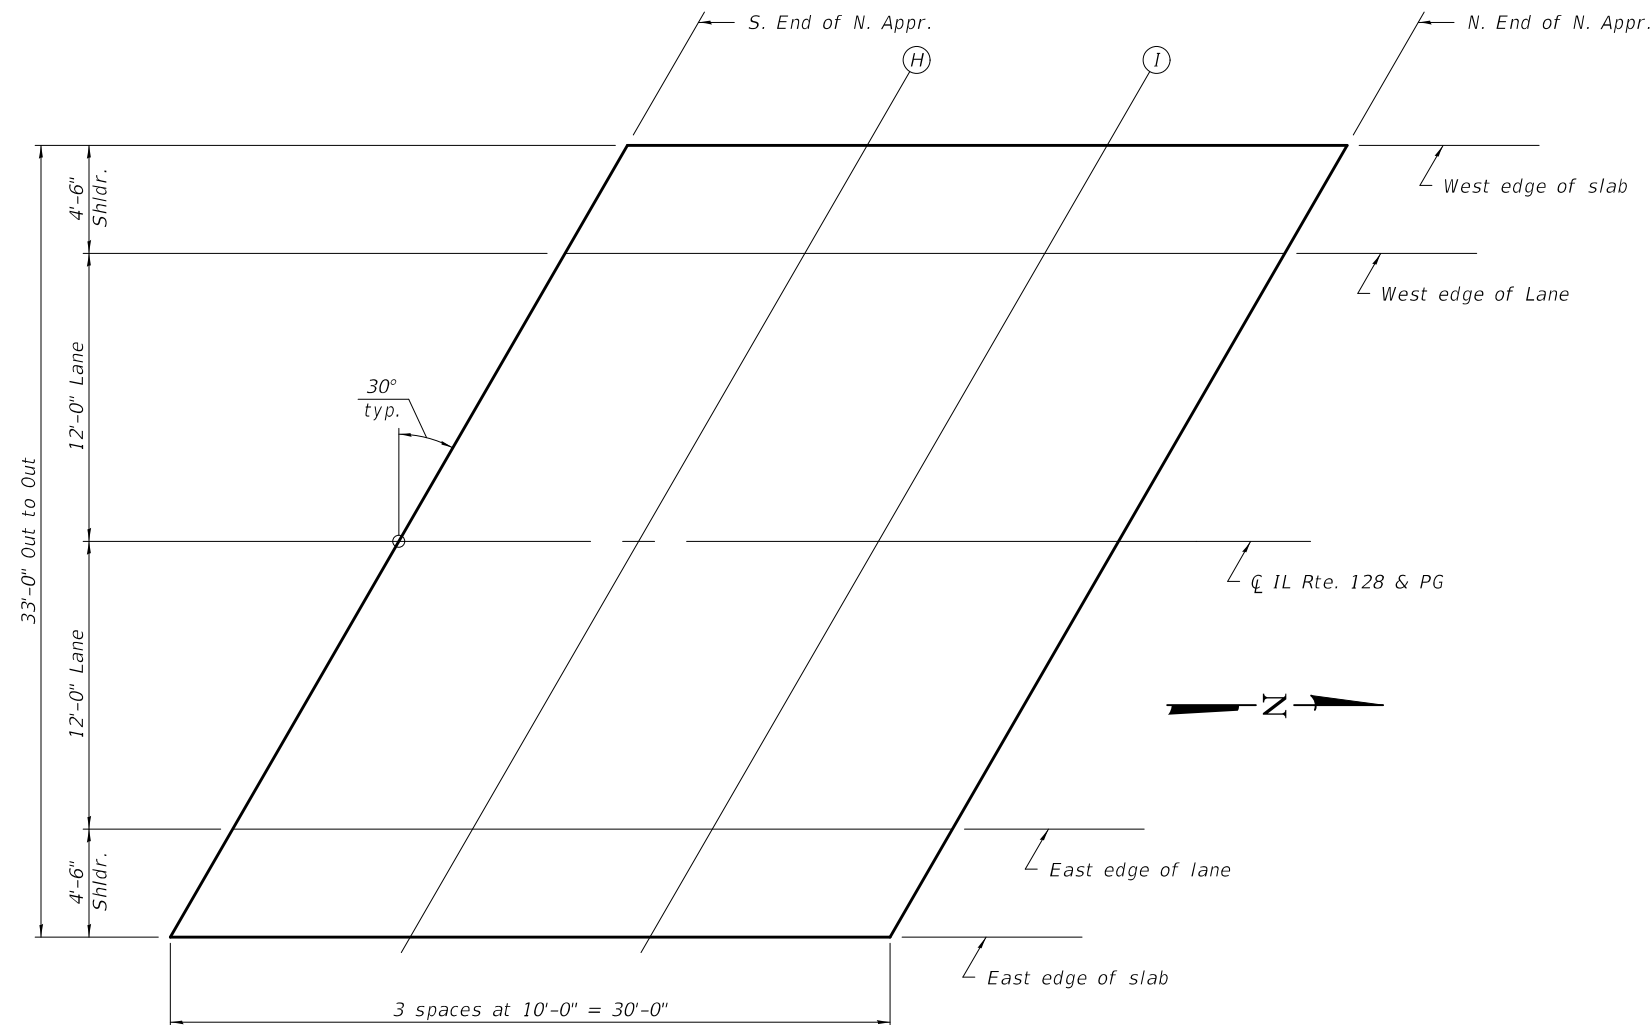 S. End of N. Appr.
N. End of N. Appr.
H
I
West edge of slab
4'-6"
Shldr.
West edge of Lane
12'-0" Lane
30°
typ.
33'-0" Out to Out
℄ IL Rte. 128 & PG
12'-0" Lane
N
4'-6"
Shldr.
East edge of lane
East edge of slab
3 spaces at 10'-0" = 30'-0"